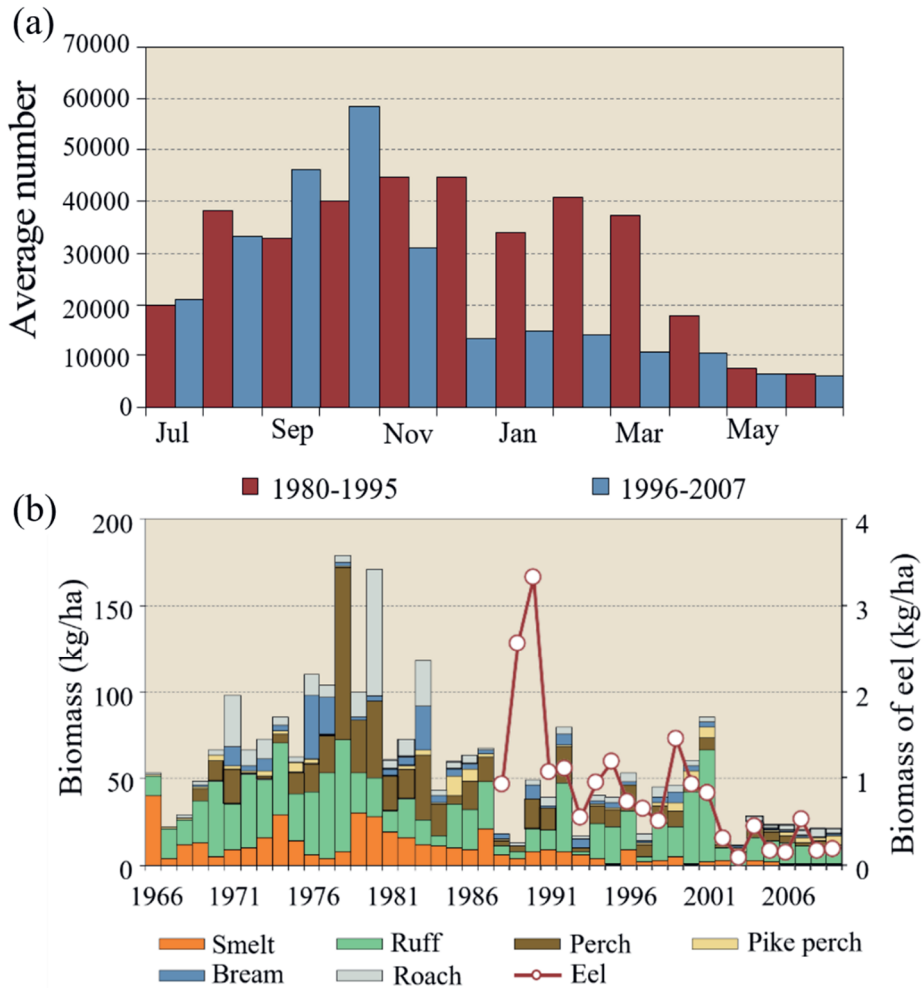 (a)
Average number
70000
60000
50000
40000
30000
20000
10000
0
Jul Sep Nov Jan Mar May
1980-1995 1996-2007
(b)
Biomass (kg/ha)
200
150
100
50
0
Biomass of eel (kg/ha)
4
3
2
1
0
1966 1971 1976 1981 1986 1991 1996 2001 2006
Smelt Ruff Perch Pike perch
Bream Roach Eel